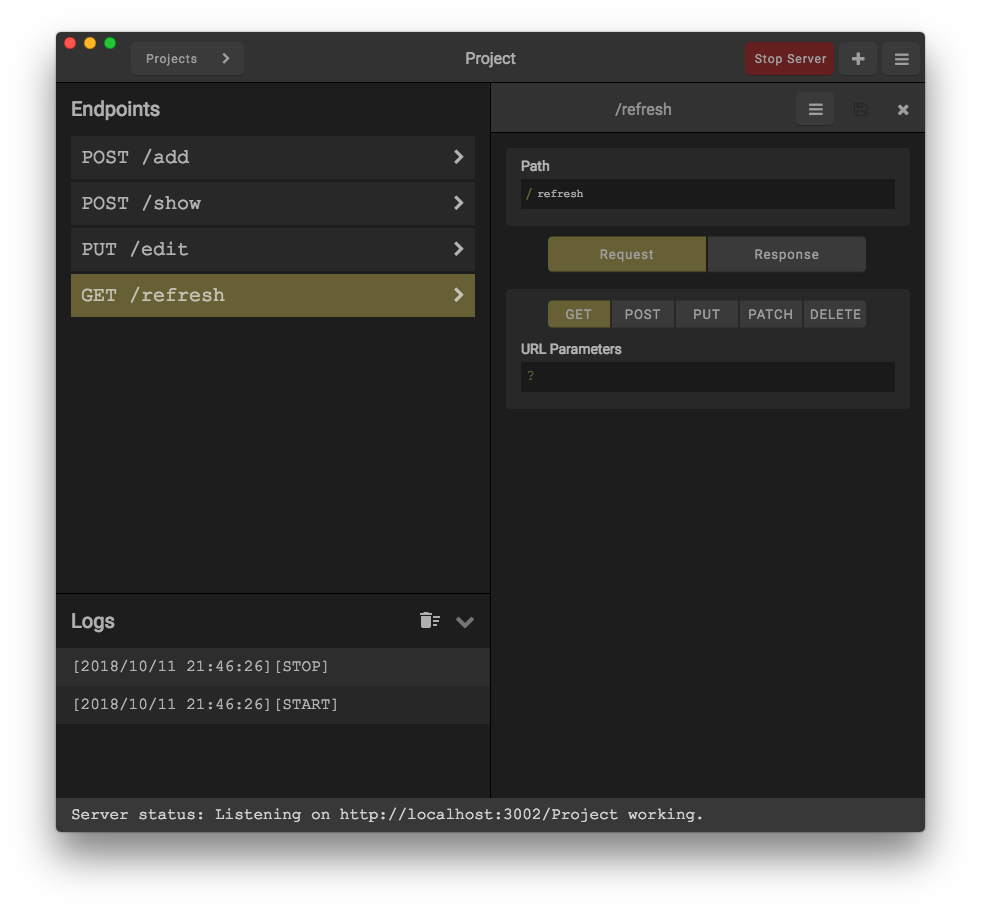 Projects
Project
Stop Server
Endpoints
POST /add
POST /show
PUT /edit
GET /refresh
/refresh
Path
/ refresh
Request Response
GET POST PUT PATCH DELETE
URL Parameters
?
Logs
[2018/10/11 21:46:26][STOP]
[2018/10/11 21:46:26][START]
Server status: Listening on http://localhost:3002/Project working.